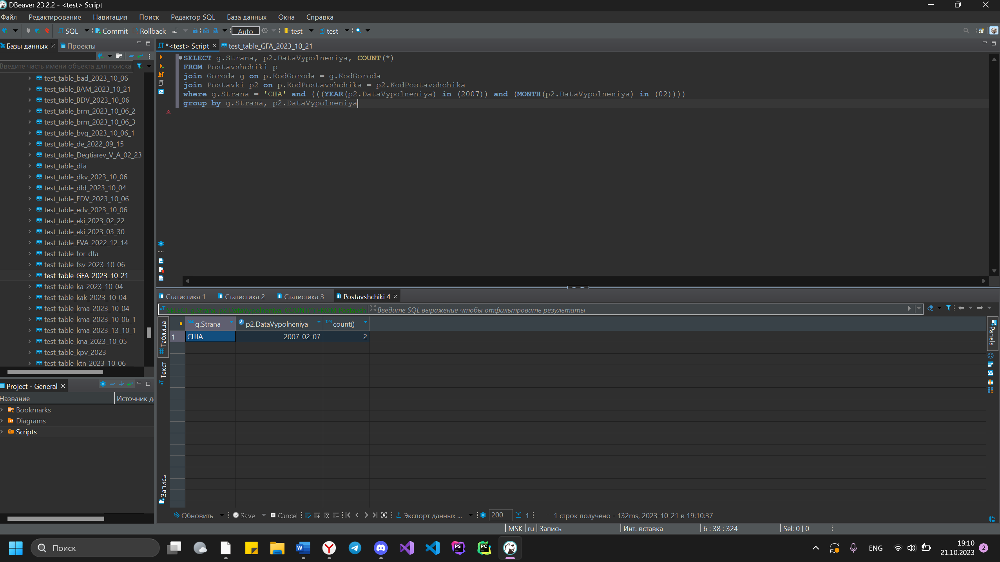 DBeaver 23.2.2 - <test> Script
Файл Редактирование Навигация Поиск Редактор SQL База данных Окна Справка
SQL Commit Rollback Auto test test
Базы данных Проекты
Введите часть имени объекта для поиска
test_table_bad_2023_10_06
test_table_BAM_2023_10_21
test_table_BDV_2023_10_06
test_table_brm_2023_10_06_2
test_table_brm_2023_10_06_3
test_table_bvg_2023_10_06_1
test_table_de_2022_09_15
test_table_Degtiarev_V_A_02_23
test_table_dfa
test_table_dkv_2023_10_06
test_table_dld_2023_10_04
test_table_EDV_2023_10_06
test_table_edv_2023_10_06
test_table_eki_2023_02_22
test_table_eki_2023_03_30
test_table_EVA_2022_12_14
test_table_for_dfa
test_table_fsv_2023_10_06
test_table_GFA_2023_10_21
test_table_ka_2023_10_04
test_table_kak_2023_10_04
test_table_kma_2023_10_04
test_table_kma_2023_10_06_1
test_table_kma_2023_13_10_1
test_table_kna_2023_10_05
test_table_kpv_2023
test_table_ktn_2023_10_06
Project - General
Название Источник да
Bookmarks
Diagrams
Scripts
*<test> Script test_table_GFA_2023_10_21
SELECT g.Strana, p2.DataVypolneniya, COUNT(*)
FROM Postavshchiki p
join Goroda g on p.KodGoroda = g.KodGoroda
join Postavki p2 on p.KodPostavshchika = p2.KodPostavshchika
where g.Strana = 'США' and (((YEAR(p2.DataVypolneniya) in (2007)) and (MONTH(p2.DataVypolneniya) in (02))))
group by g.Strana, p2.DataVypolneniya
Статистика 1 Статистика 2 Статистика 3 Postavshchiki 4
SELECT g.Strana, p2.DataVypolneniya, COUNT(*) FROM Postavsh Введите SQL выражение чтобы отфильтровать результаты
Таблица
Текст
Запись
g.Strana p2.DataVypolneniya 123 count()
1 США 2007-02-07 2
Panels
Обновить Save Cancel Экспорт данных ... 200 1 1 строк получено - 132ms, 2023-10-21 в 19:10:37
MSK ru Запись Инт. вставка 6 : 38 : 324 Sel: 0 | 0
Поиск
ENG
19:10
21.10.2023
2